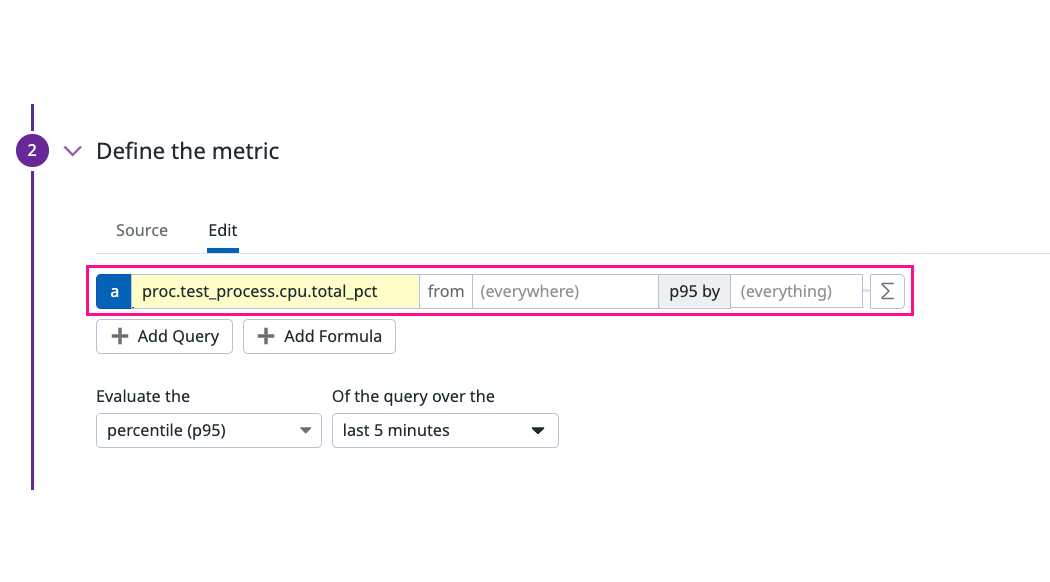 2 Define the metric
Source Edit
a proc.test_process.cpu.total_pct from (everywhere) p95 by (everything) Σ
Add Query Add Formula
Evaluate the Of the query over the
percentile (p95) last 5 minutes